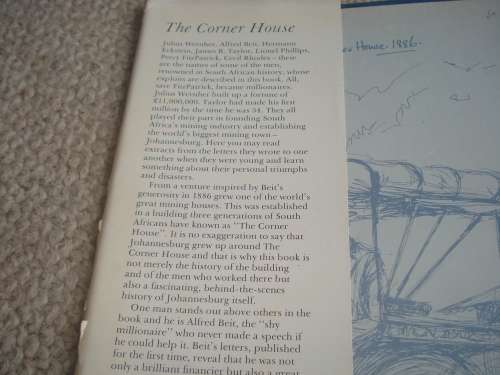 The Corner House
Julius Wernher, Alfred Beit, Hermann
Eckstein, James B. Taylor, Lionel Phillips,
Percy FitzPatrick, Cecil Rhodes – these
are the names of some of the men,
renowned in South African history, whose
exploits are described in this book. All,
save FitzPatrick, became millionaires.
Julius Wernher built up a fortune of
£11,000,000. Taylor had made his first
million by the time he was 34. They all
played their part in founding South
Africa's mining industry and establishing
the world's biggest mining town –
Johannesburg. Here you may read
extracts from the letters they wrote to one
another when they were young and learn
something about their personal triumphs
and disasters.
From a venture inspired by Beit's
generosity in 1886 grew one of the world's
great mining houses. This was established
in a building three generations of South
Africans have known as "The Corner
House". It is no exaggeration to say that
Johannesburg grew up around The
Corner House and that is why this book is
not merely the history of the building
and of the men who worked there but
also a fascinating, behind-the-scenes
history of Johannesburg itself.
One man stands out above others in the
book and he is Alfred Beit, the "shy
millionaire" who never made a speech if
he could help it. Beit's letters, published
for the first time, reveal that he was not
only a brilliant financier but also a great
House. 1886.